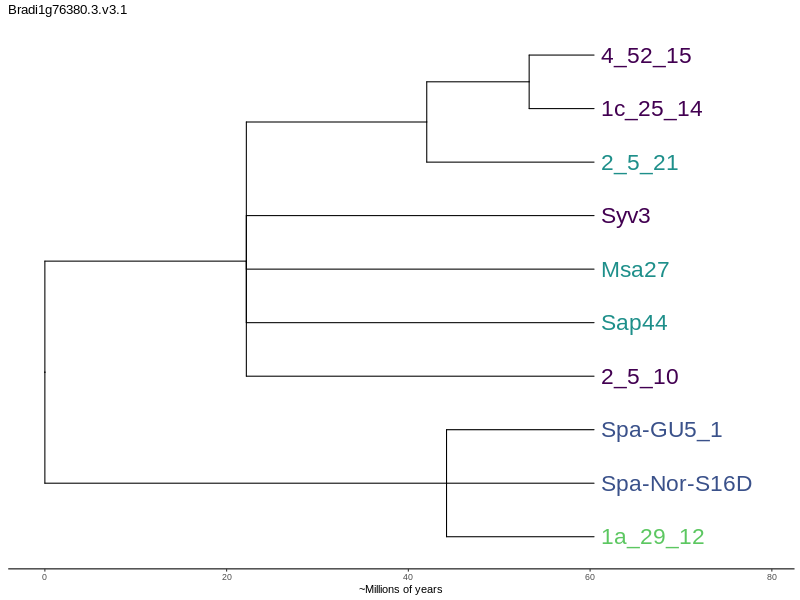 Bradi1g76380.3.v3.1
4_52_15
1c_25_14
2_5_21
Syv3
Msa27
Sap44
2_5_10
Spa-GU5_1
Spa-Nor-S16D
1a_29_12
0 20 40 60 80
~Millions of years